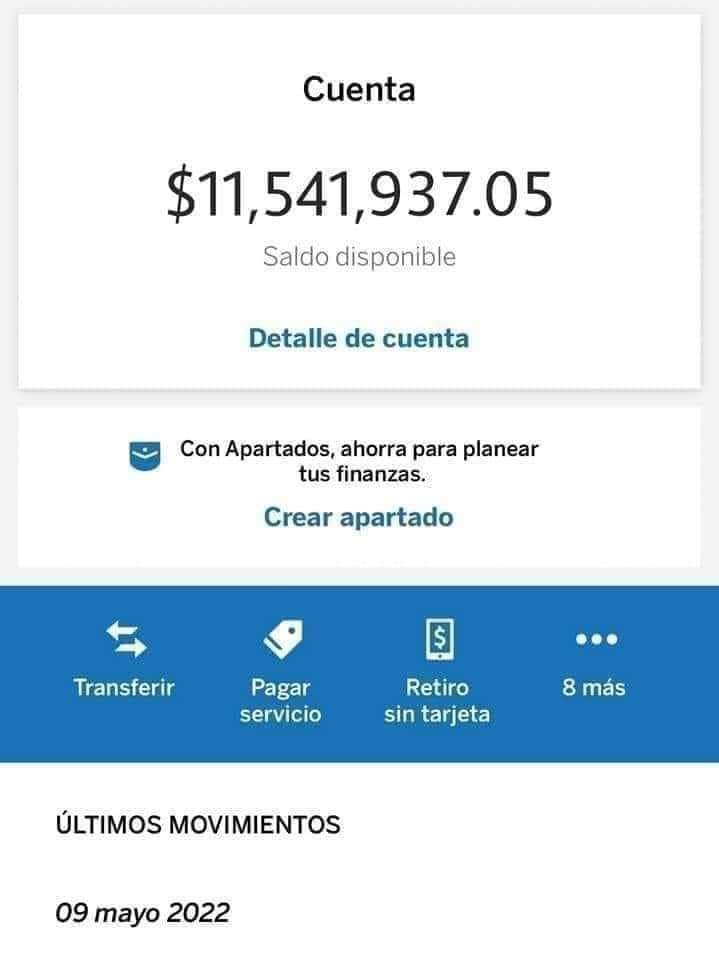 Cuenta
$11,541,937.05
Saldo disponible
Detalle de cuenta
Con Apartados, ahorra para planear
tus finanzas.
Crear apartado
Transferir
Pagar
servicio
Retiro
sin tarjeta
8 más
ÚLTIMOS MOVIMIENTOS
09 mayo 2022